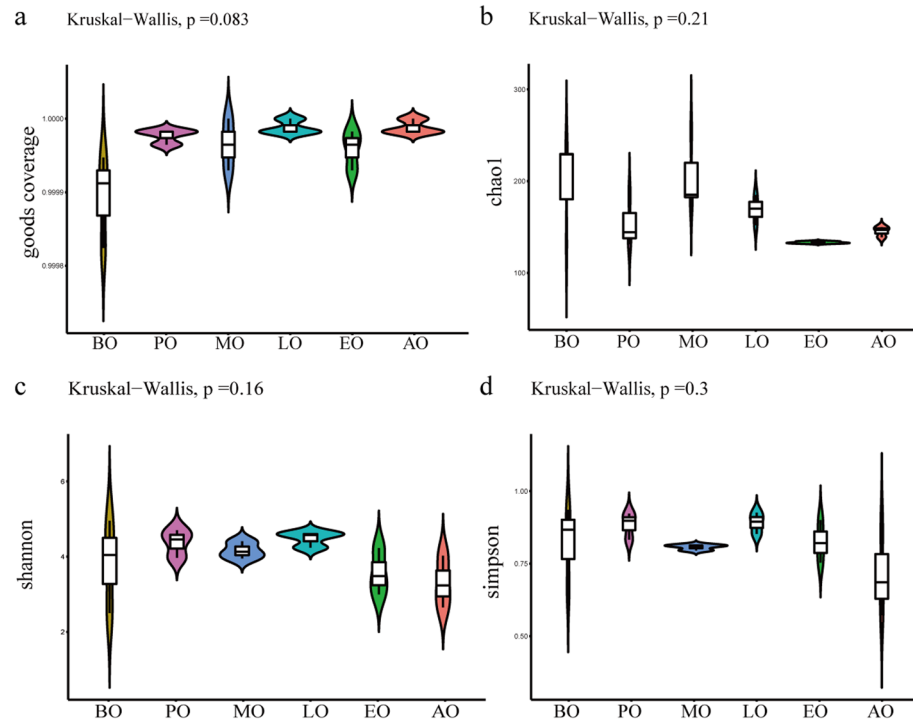 a
Kruskal−Wallis, p =0.083
goods coverage
1.0000
0.9999
0.9998
BO PO MO LO EO AO
b
Kruskal−Wallis, p =0.21
chao1
300
200
100
BO PO MO LO EO AO
c
Kruskal−Wallis, p =0.16
shannon
6
4
2
BO PO MO LO EO AO
d
Kruskal−Wallis, p =0.3
simpson
1.00
0.75
0.50
BO PO MO LO EO AO